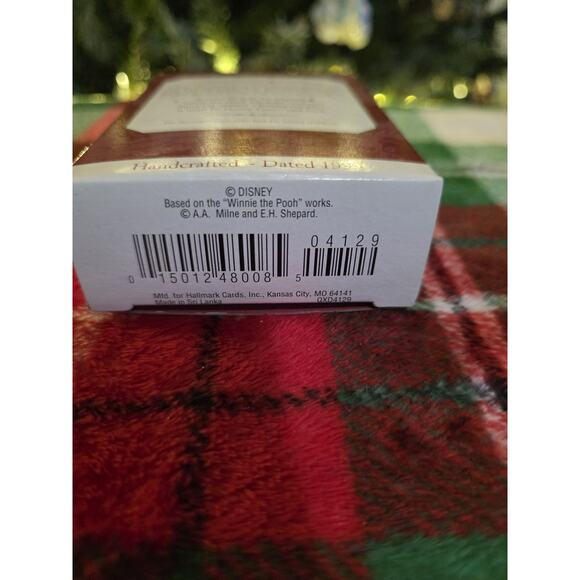 Handcrafted - Dated
© DISNEY
Based on the "Winnie the Pooh" works.
© A.A. Milne and E.H. Shepard.
04129
0 15012 48008 5
Mfd. for Hallmark Cards, Inc., Kansas City, MO 64141
Made in Sri Lanka QXD4129